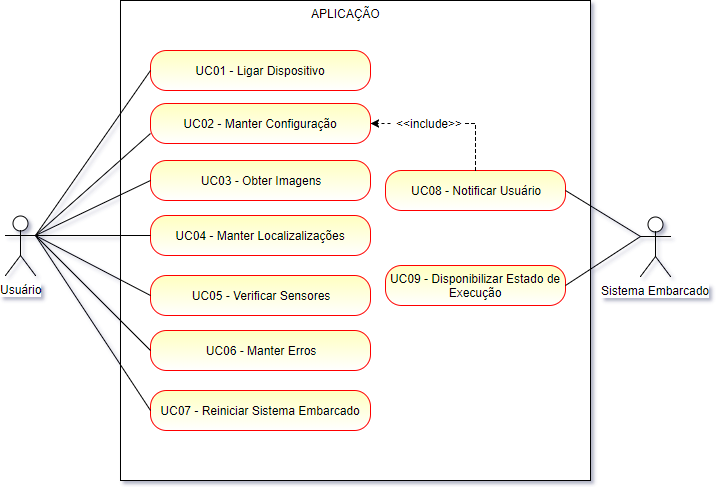 APLICAÇÃO
UC01 - Ligar Dispositivo
UC02 - Manter Configuração
<<include>>
UC03 - Obter Imagens
UC08 - Notificar Usuário
UC04 - Manter Localizalizações
UC05 - Verificar Sensores
UC09 - Disponibilizar Estado de
Execução
Usuário
Sistema Embarcado
UC06 - Manter Erros
UC07 - Reiniciar Sistema Embarcado